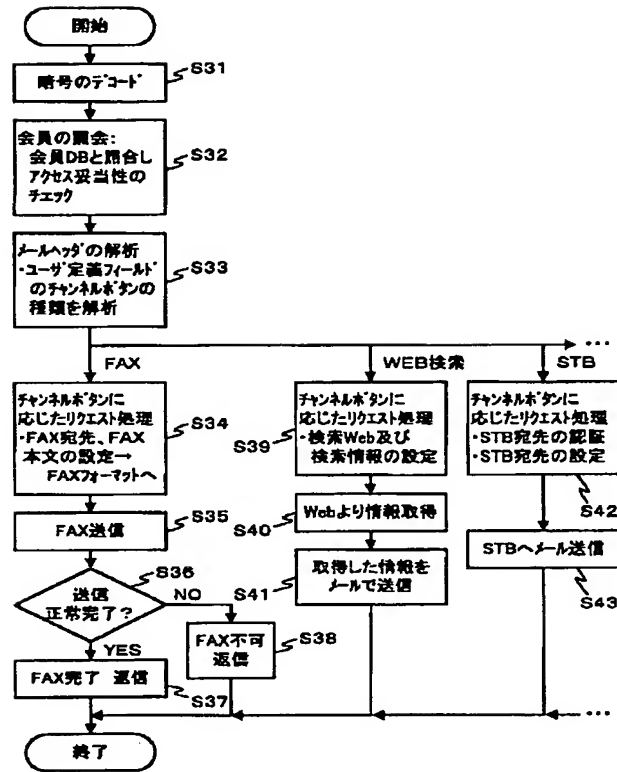 開始
暗号のデコード
S31
会員の照会:
会員DBと照合し
アクセス妥当性の
チェック
S32
メールヘッダの解析
・ユーザ定義フィールド
のチャンネルボタンの
種類を解析
S33
FAX
WEB検索
STB
チャンネルボタンに
応じたリクエスト処理
・FAX宛先、FAX
本文の設定→
FAXフォーマットへ
S34
チャンネルボタンに
応じたリクエスト処理
・検索Web及び
検索情報の設定
S39
チャンネルボタンに
応じたリクエスト処理
・STB宛先の認証
・STB宛先の設定
S42
FAX送信
S35
Webより情報取得
S40
STBへメール送信
S43
取得した情報を
メールで送信
S41
送信
正常完了?
S36
NO
YES
FAX不可
返信
S38
FAX完了 返信
S37
終了